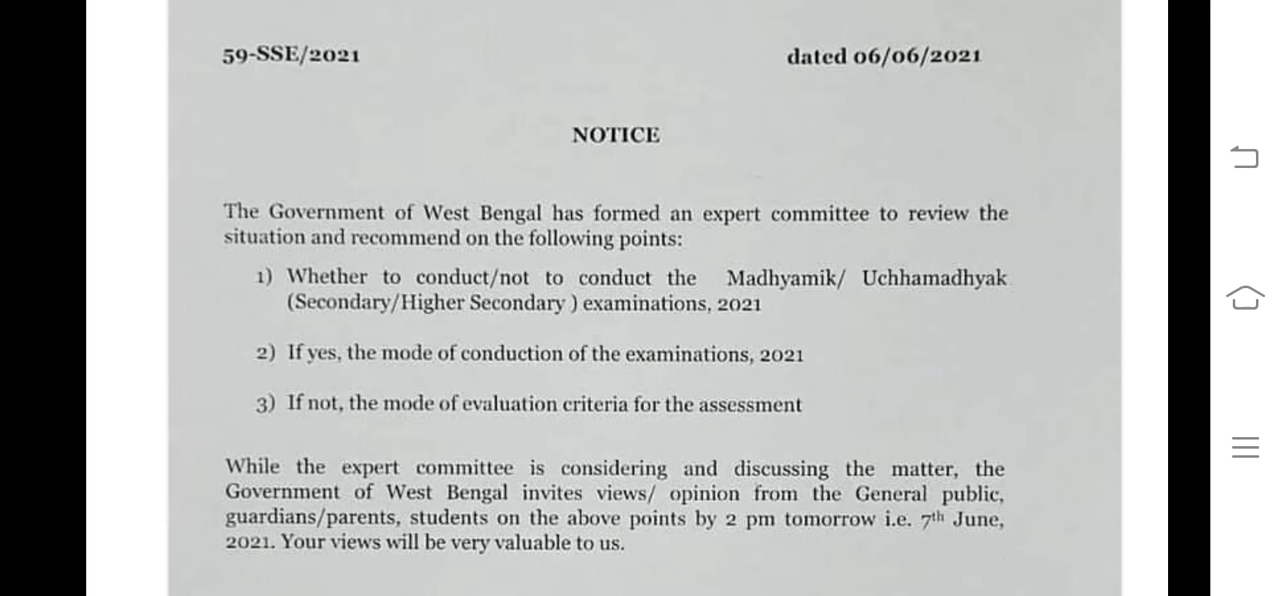 59-SSE/2021 dated 06/06/2021
NOTICE
The Government of West Bengal has formed an expert committee to review the
situation and recommend on the following points:
1) Whether to conduct/not to conduct the Madhyamik/ Uchhamadhyak
(Secondary/Higher Secondary ) examinations, 2021
2) If yes, the mode of conduction of the examinations, 2021
3) If not, the mode of evaluation criteria for the assessment
While the expert committee is considering and discussing the matter, the
Government of West Bengal invites views/ opinion from the General public,
guardians/parents, students on the above points by 2 pm tomorrow i.e. 7th June,
2021. Your views will be very valuable to us.